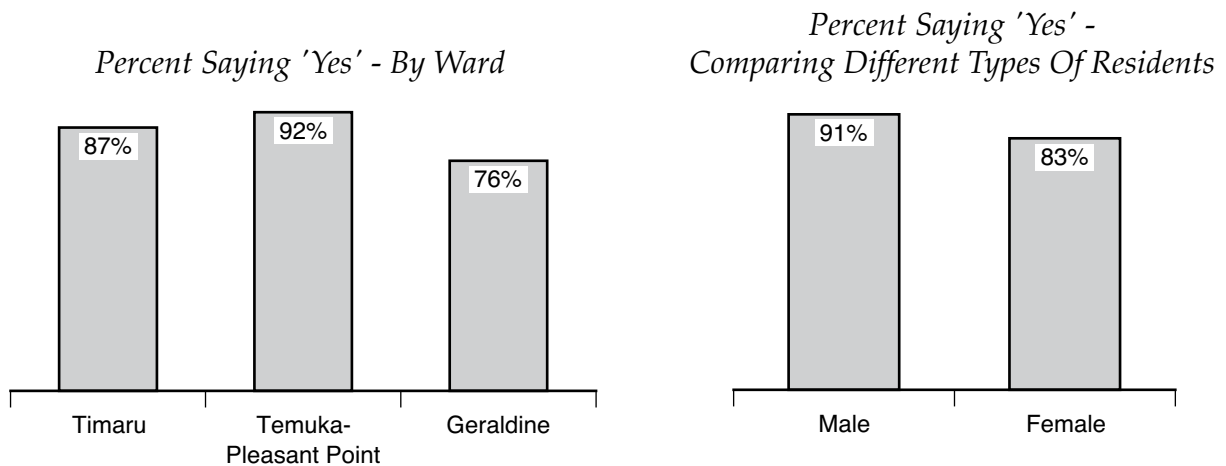 Percent Saying 'Yes' - By Ward
87%
92%
76%
Timaru
Temuka-
Pleasant Point
Geraldine
Percent Saying 'Yes' -
Comparing Different Types Of Residents
91%
83%
Male
Female